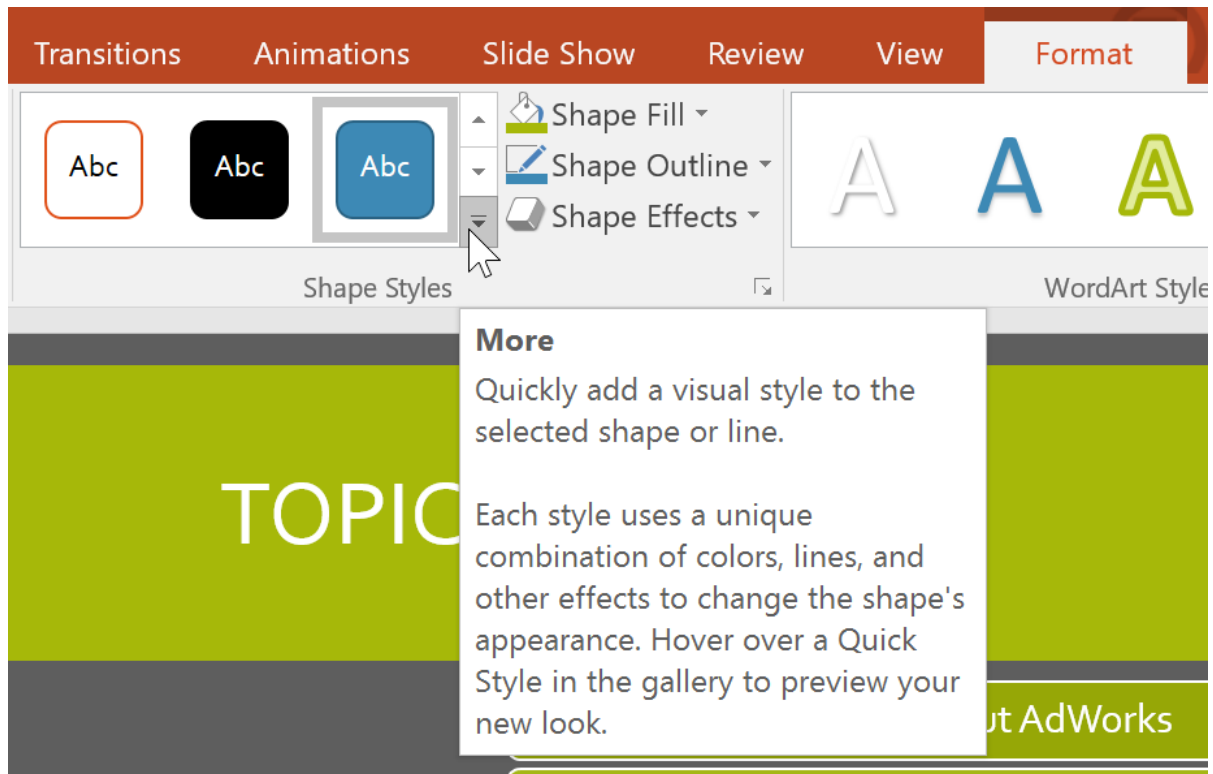 Transitions Animations Slide Show Review View Format
Abc Abc Abc
Shape Fill
Shape Outline
Shape Effects
A A A
Shape Styles
WordArt Style
More
Quickly add a visual style to the
selected shape or line.
Each style uses a unique
combination of colors, lines, and
other effects to change the shape's
appearance. Hover over a Quick
Style in the gallery to preview your
new look.
TOPIC
ut AdWorks